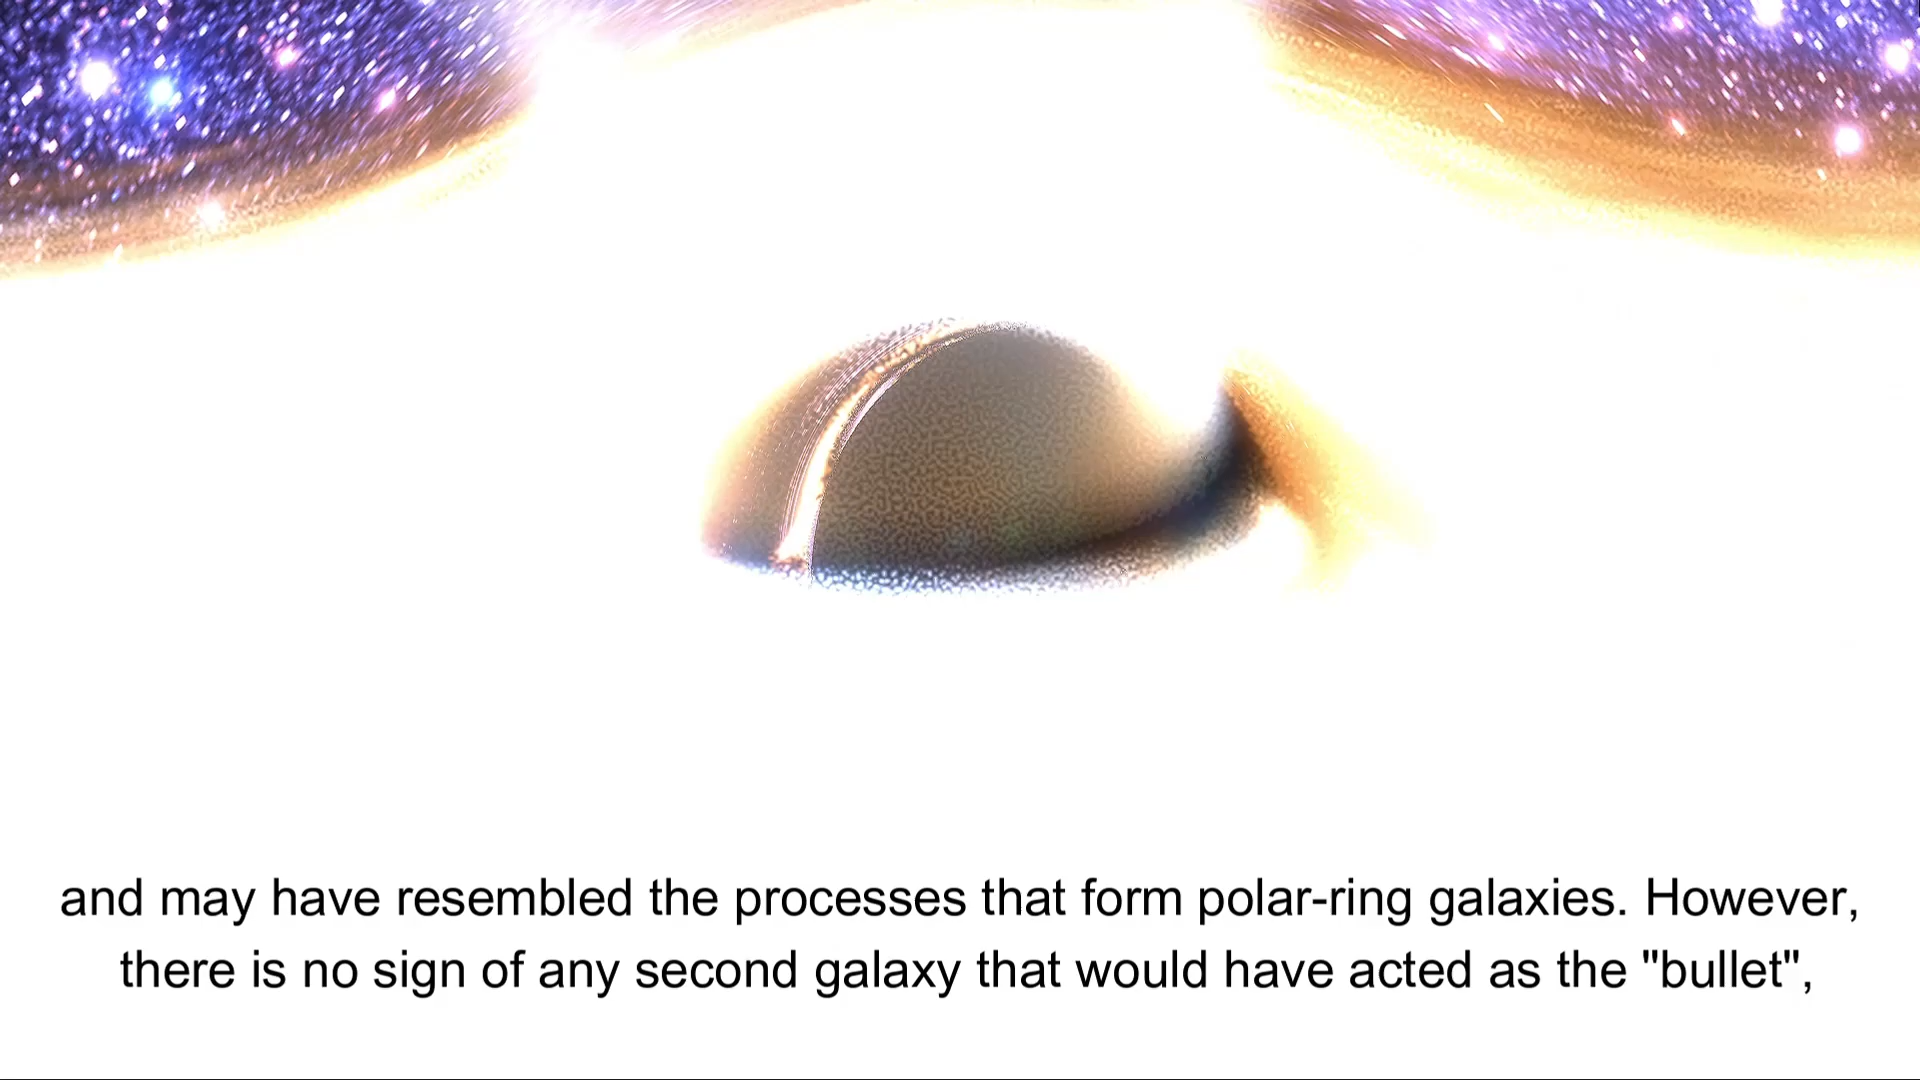 and may have resembled the processes that form polar-ring galaxies. However,
there is no sign of any second galaxy that would have acted as the "bullet",